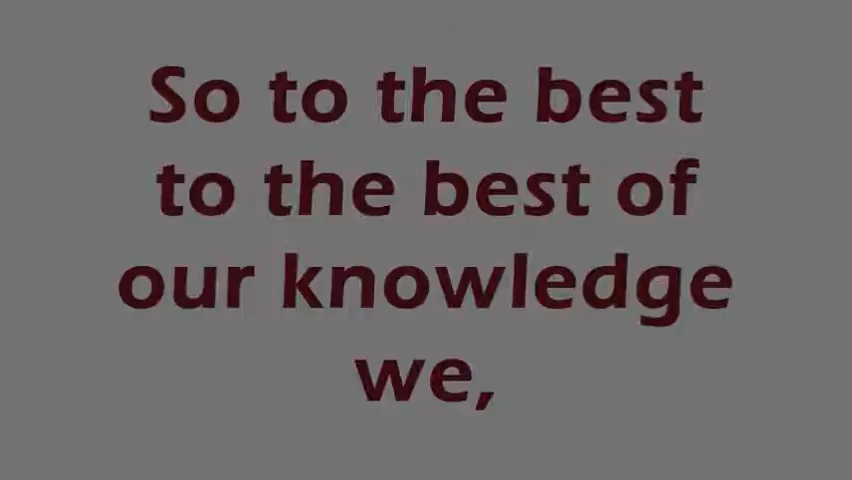 So to the best
to the best of
our knowledge
we,